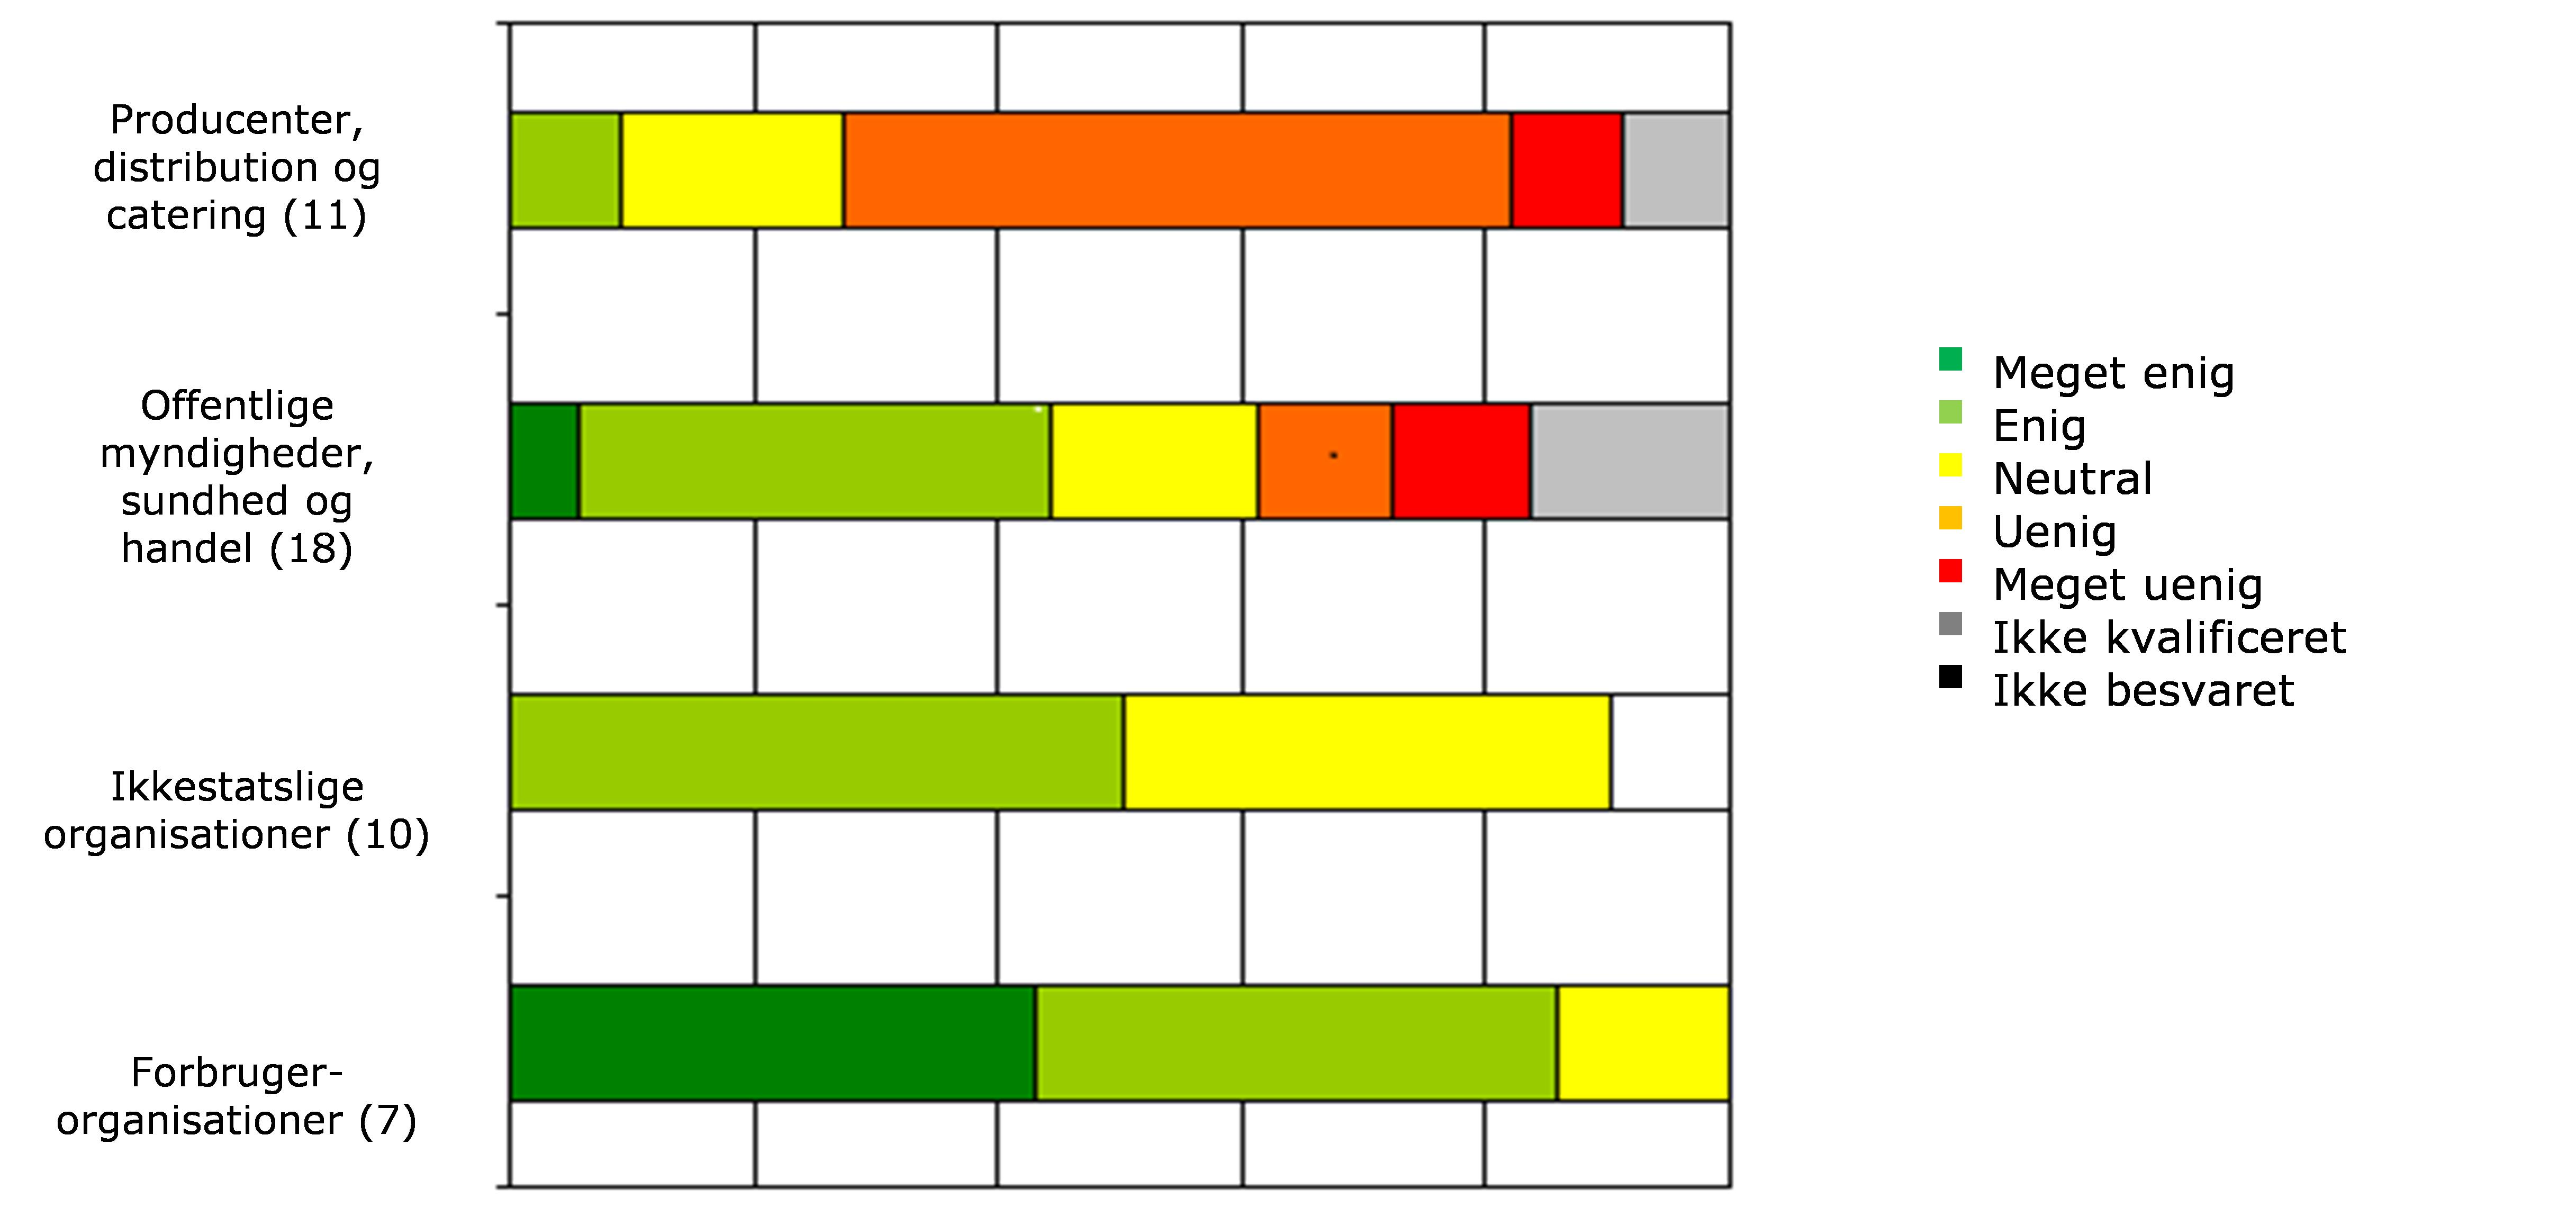 Producenter,
distribution og
catering (11)
Offentlige
myndigheder,
sundhed og
handel (18)
Ikkestatslige
organisationer (10)
Forbruger-
organisationer (7)
Meget enig
Enig
Neutral
Uenig
Meget uenig
Ikke kvalificeret
Ikke besvaret